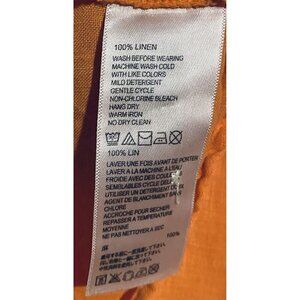 100% LINEN
WASH BEFORE WEARING
MACHINE WASH COLD
WITH LIKE COLORS
MILD DETERGENT
GENTLE CYCLE
NON-CHLORINE BLEACH
HANG DRY
WARM IRON
NO DRY CLEAN
100% LIN
LAVER UNE FOIS AVANT DE PORTER
LAVER A LA MACHINE A L'EAU
FROIDE AVEC DES
SEMBLABLES CYCLE
UTILISER UN DETERGENT DOUX
AGENT DE BLANCHIMENT SANS
CHLORE
ACCROCHE POUR SECHER
REPASSER A TEMPERATURE
MOYENNE
NE PAS NETTOYER A SEC
麻 100%